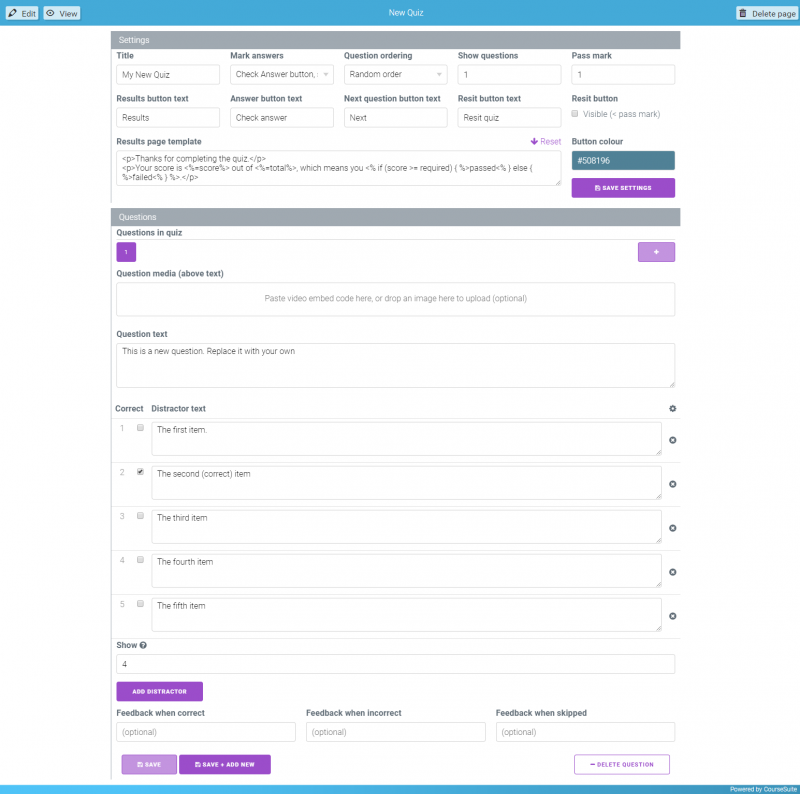 Edit View New Quiz Delete page
Settings
Title Mark answers Question ordering Show questions Pass mark
My New Quiz Check Answer button, Random order 1 1
Results button text Answer button text Next question button text Resit button text Resit button
Results Check answer Next Resit quiz Visible (< pass mark)
Results page template Reset Button colour
<p>Thanks for completing the quiz.</p> #508196
<p>Your score is <%=score%> out of <%=total%>, which means you <% if (score >= required) { %>passed<% } else {
%>failed<% } %>.</p>
SAVE SETTINGS
Questions
Questions in quiz
1 +
Question media (above text)
Paste video embed code here, or drop an image here to upload (optional)
Question text
This is a new question. Replace it with your own
Correct Distractor text
1 The first item.
2 The second (correct) item
3 The third item
4 The fourth item
5 The fifth item
Show
4
ADD DISTRACTOR
Feedback when correct Feedback when incorrect Feedback when skipped
(optional) (optional) (optional)
SAVE SAVE + ADD NEW DELETE QUESTION
Powered by CourseSuite